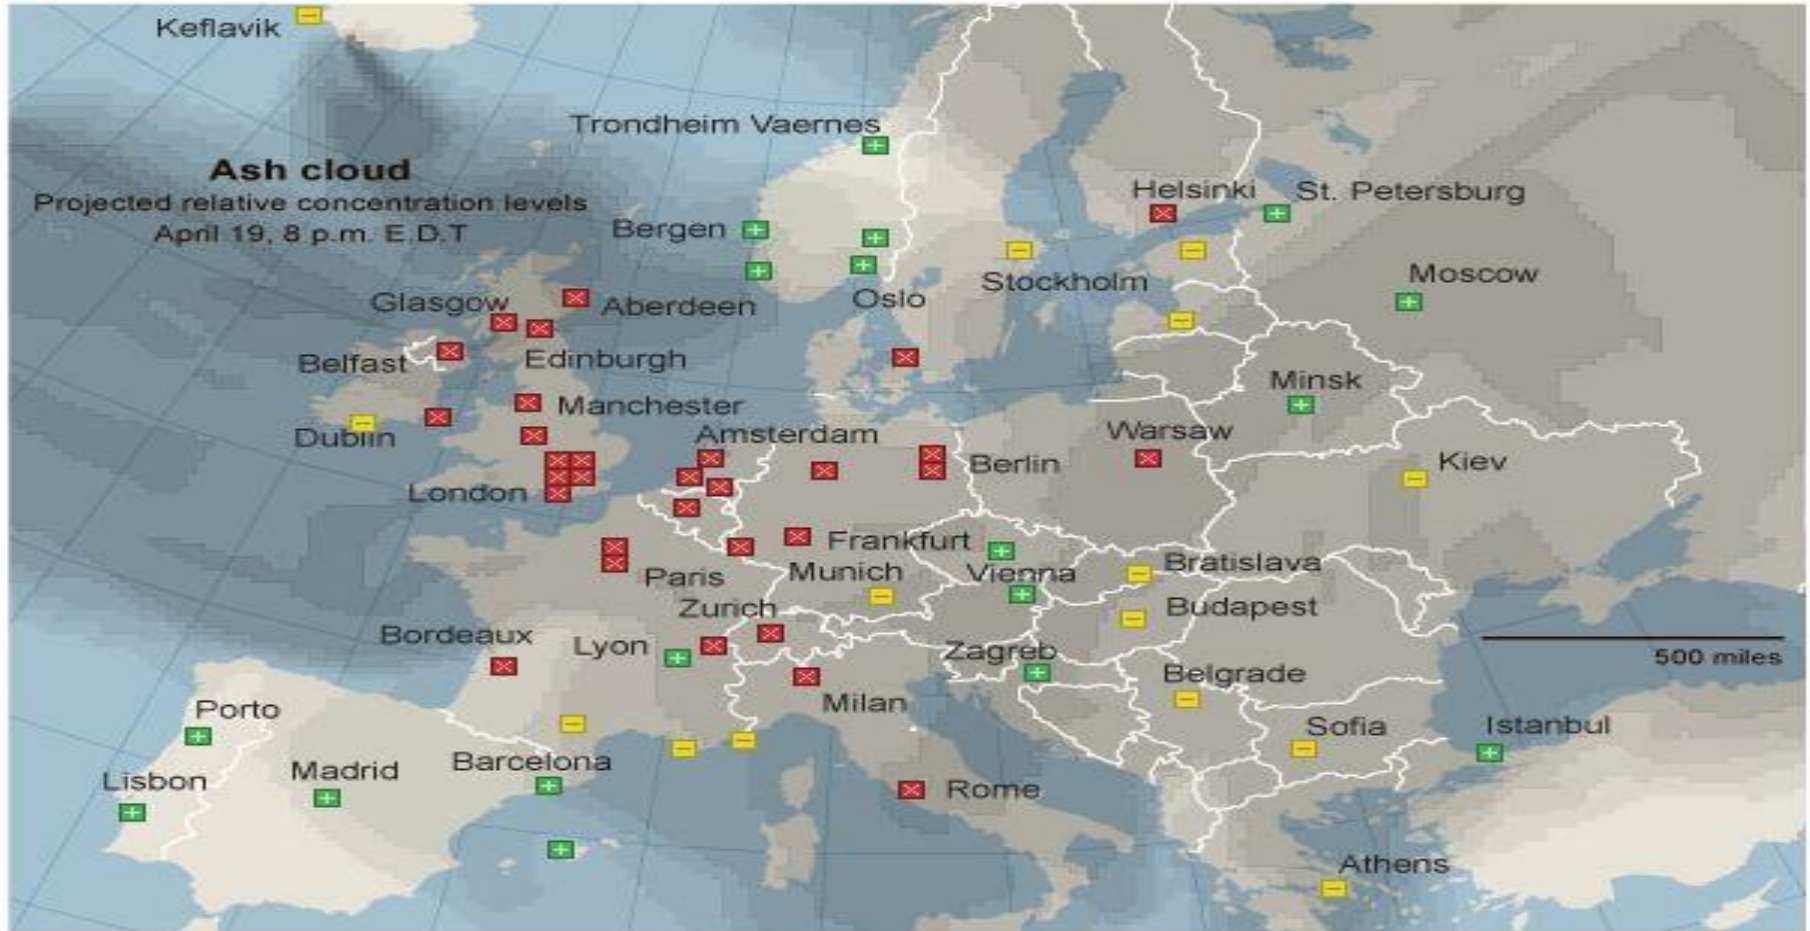 Keflavik
Trondheim Vaernes
Ash cloud
Projected relative concentration levels
April 19, 8 p.m. E.D.T
Helsinki
St. Petersburg
Bergen
Stockholm
Moscow
Glasgow
Aberdeen
Oslo
Belfast
Edinburgh
Minsk
Manchester
Dublin
Amsterdam
Warsaw
Berlin
Kiev
London
Frankfurt
Bratislava
Paris
Munich
Vienna
Zurich
Budapest
Bordeaux
Lyon
Zagreb
500 miles
Belgrade
Milan
Porto
Sofia
Istanbul
Barcelona
Madrid
Lisbon
Rome
Athens